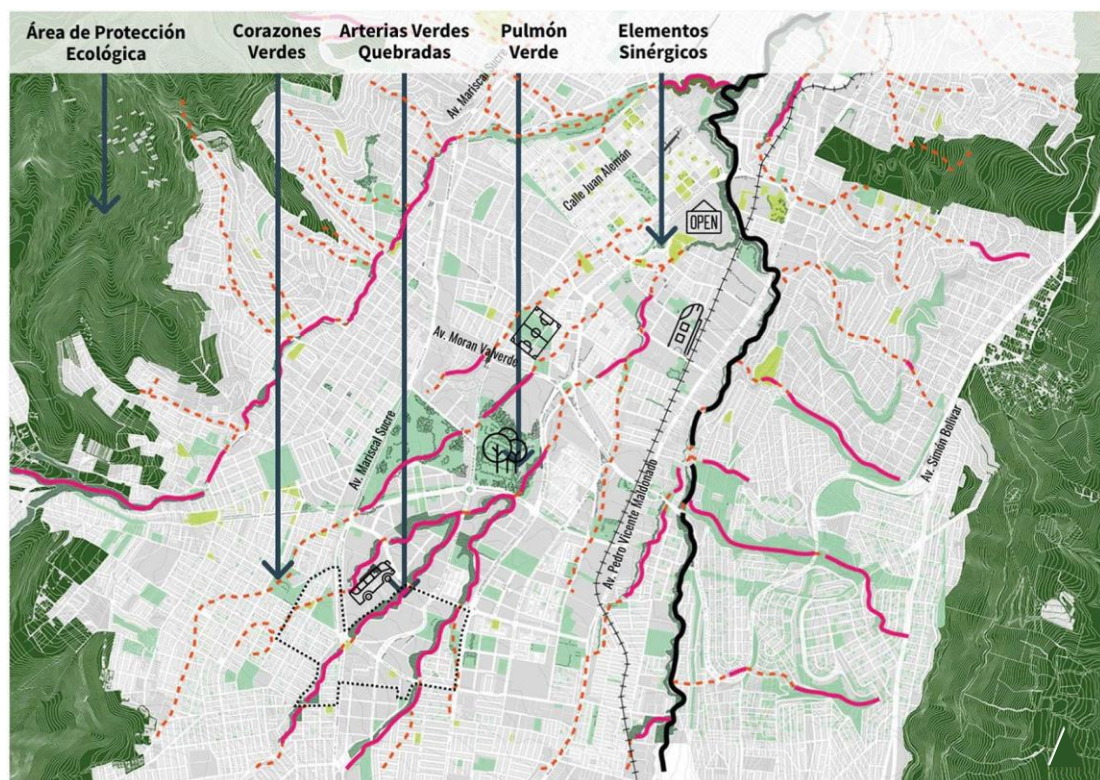 Área de Protección
Ecológica
Corazones
Verdes
Arterias Verdes
Quebradas
Pulmón
Verde
Elementos
Sinérgicos
Av. Mariscal Sucre
Calle Juan Alemán
OPEN
Av. Moran Valverde
Av. Mariscal Sucre
Av. Simón Bolívar
Av. Pedro Vicente Maldonado